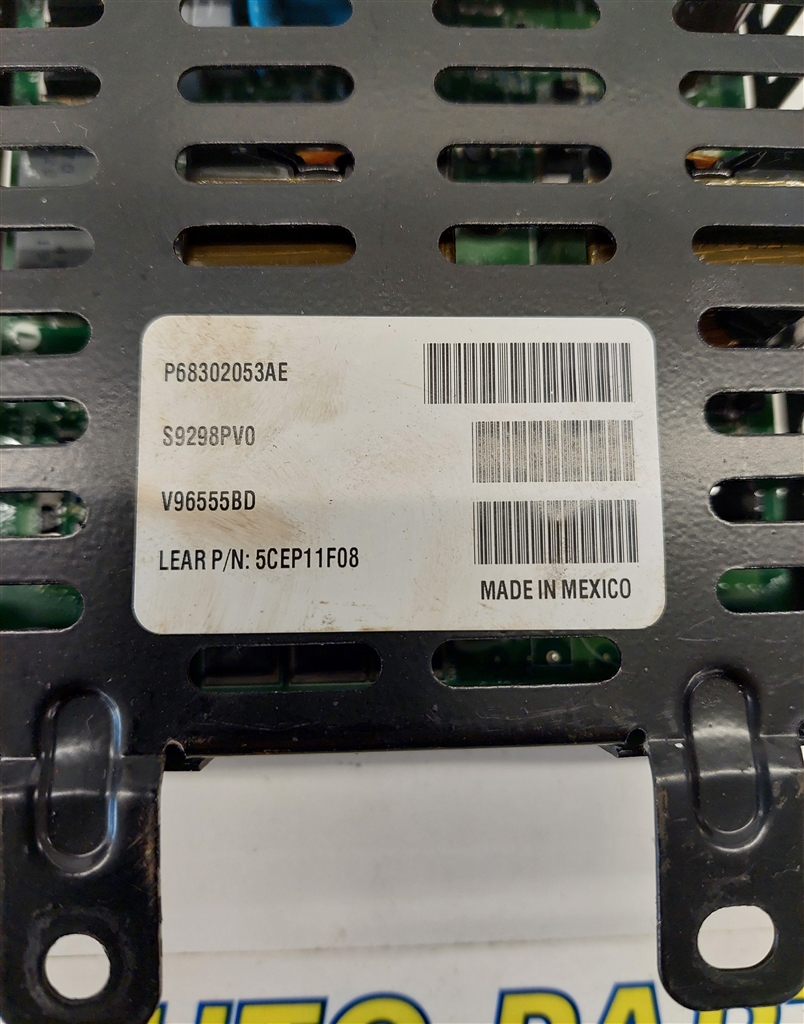 P68302053AE
S9298PV0
V96555BD
LEAR P/N: 5CEP11F08
MADE IN MEXICO